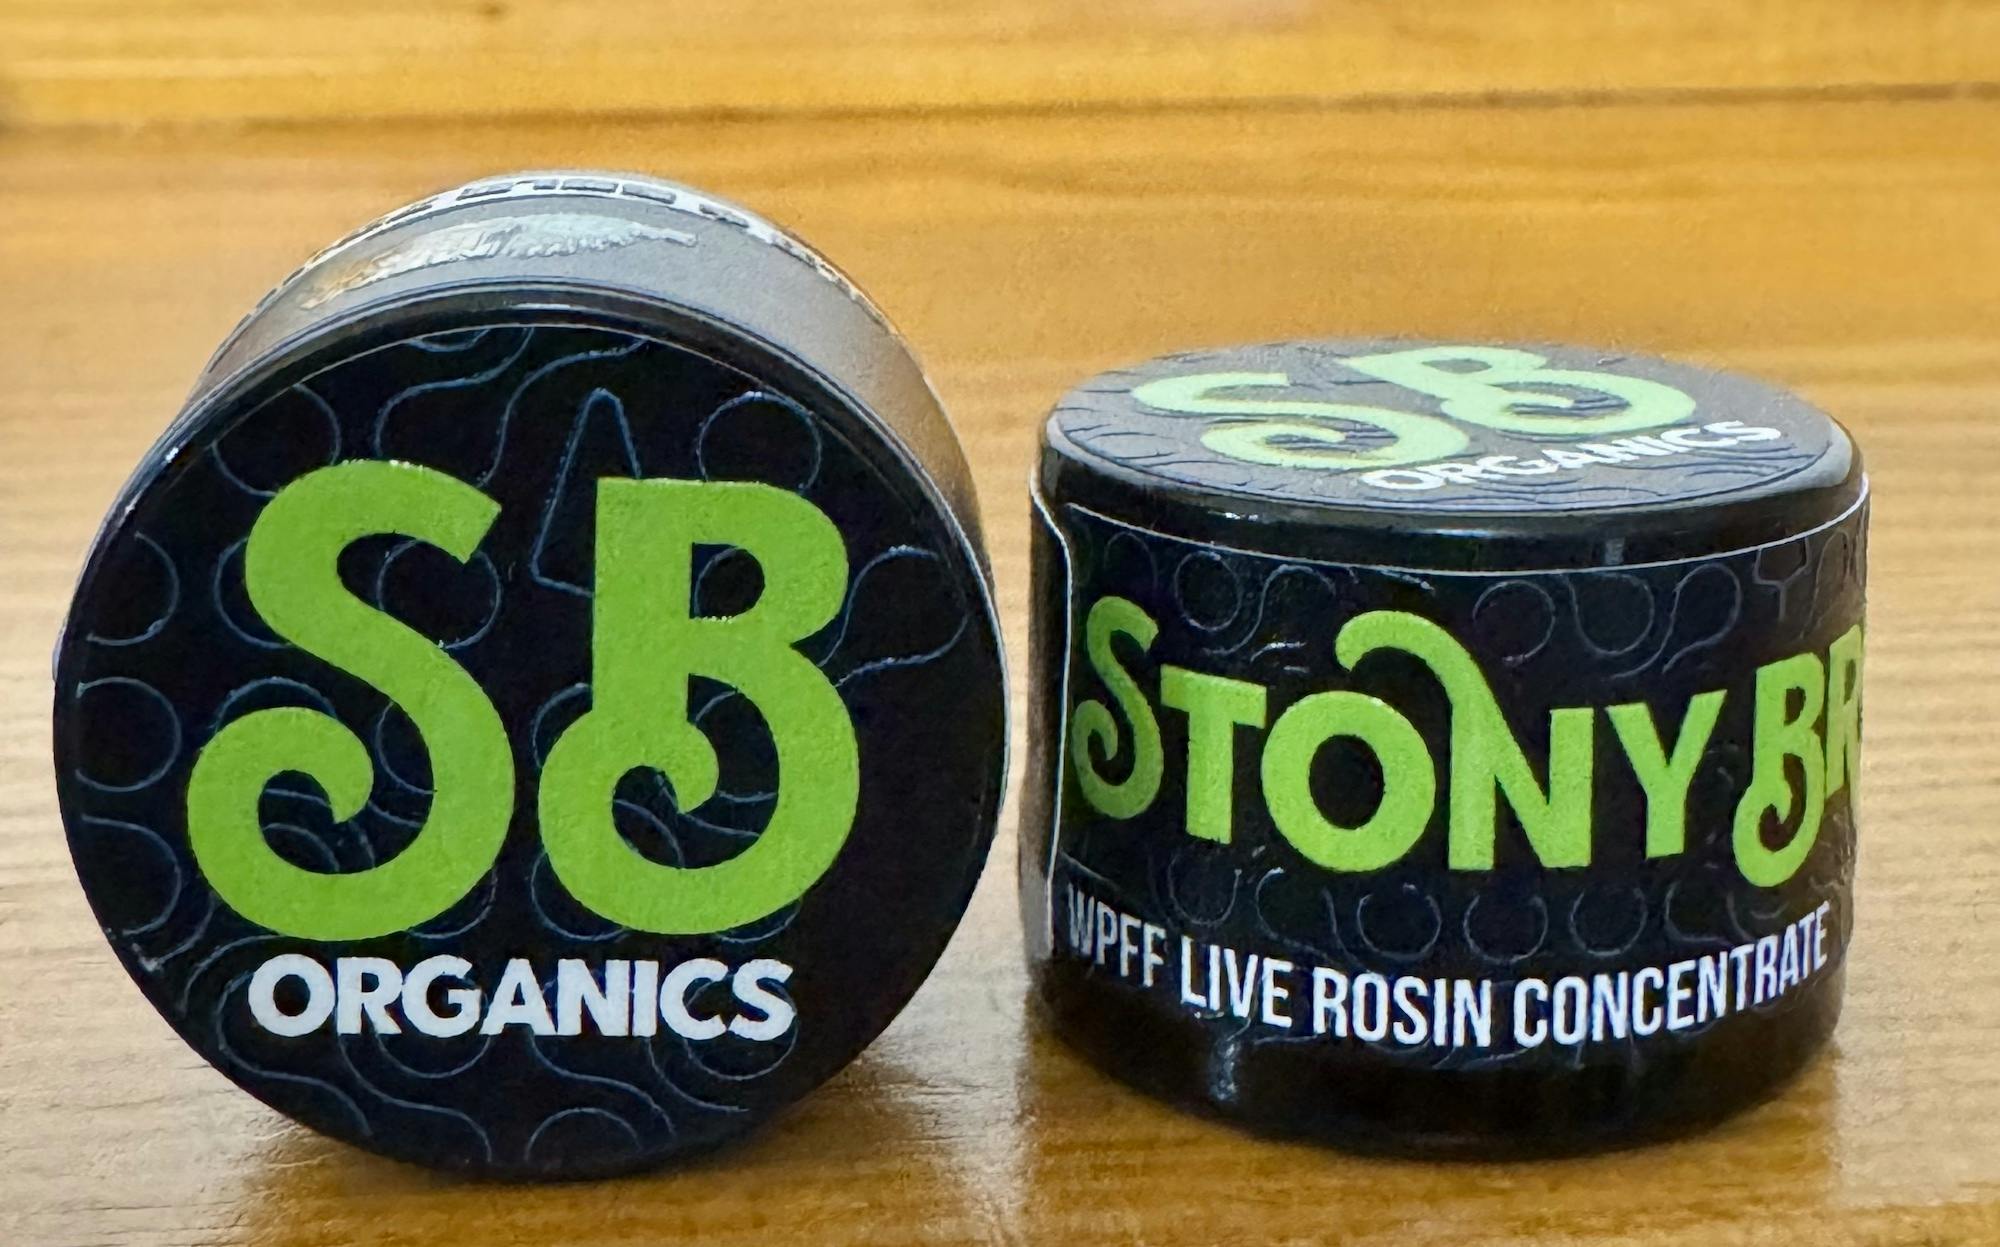 SB
ORGANICS
SB
ORGANICS
STONY BR
WPFF LIVE ROSIN CONCENTRATE